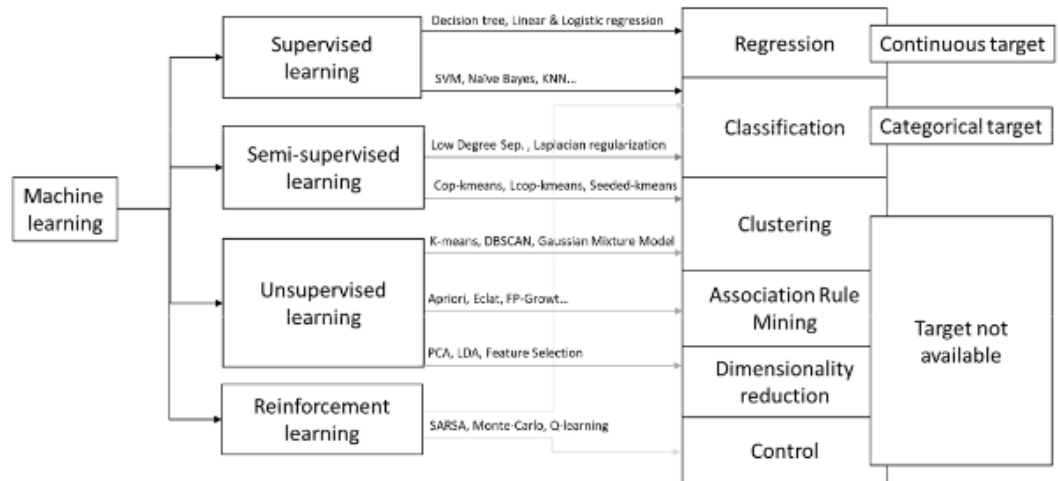 Decision tree, Linear & Logistic regression
Supervised
learning
Regression
Continuous target
SVM, Naïve Bayes, KNN...
Classification
Categorical target
Semi-supervised
learning
Low Degree Sep. , Laplacian regularization
Cop-kmeans, Lcop-kmeans, Seeded-kmeans
Machine
learning
Clustering
K-means, DBSCAN, Gaussian Mixture Model
Unsupervised
learning
Apriori, Eclat, FP-Growt...
Association Rule
Mining
Target not
available
PCA, LDA, Feature Selection
Dimensionality
reduction
Reinforcement
learning
SARSA, Monte-Carlo, Q-learning
Control